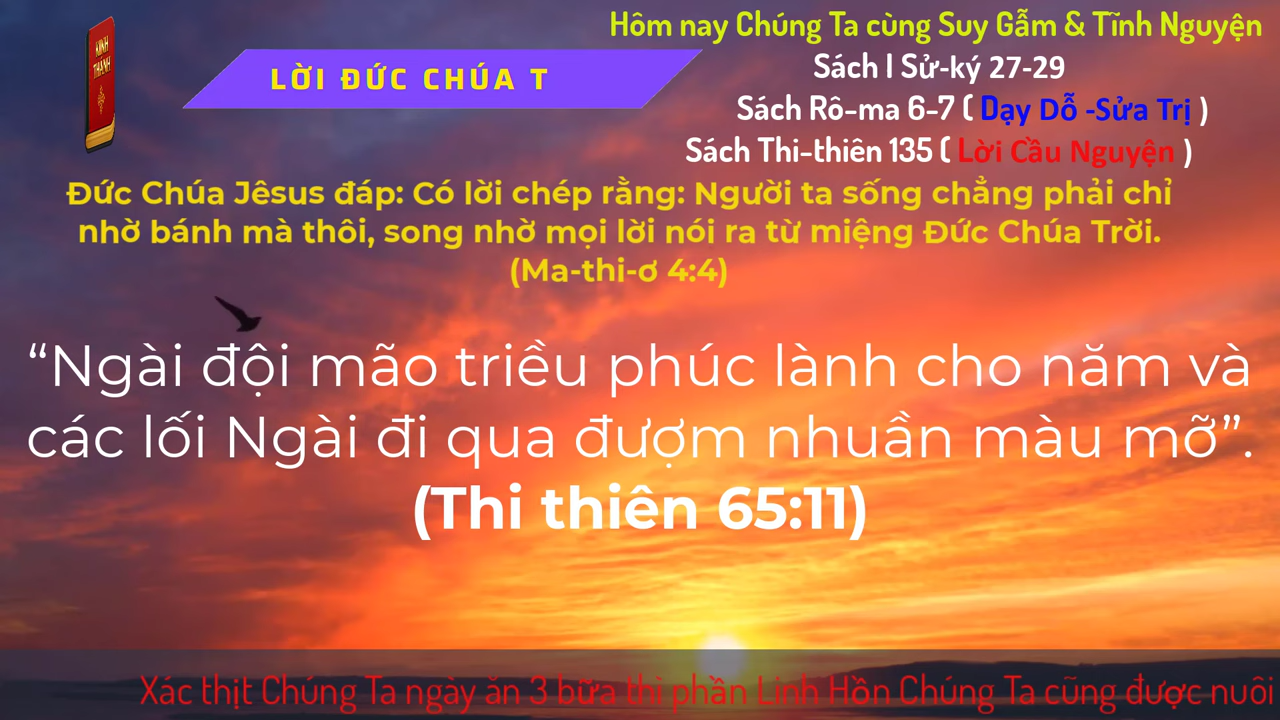 KINH
THÁNH
LỜI ĐỨC CHÚA T
Hôm nay Chúng Ta cùng Suy Gẫm & Tĩnh Nguyện
Sách I Sử-ký 27-29
Sách Rô-ma 6-7 ( Dạy Dỗ -Sửa Trị )
Sách Thi-thiên 135 ( Lời Cầu Nguyện )
Đức Chúa Jêsus đáp: Có lời chép rằng: Người ta sống chẳng phải chỉ
nhờ bánh mà thôi, song nhờ mọi lời nói ra từ miệng Đức Chúa Trời.
(Ma-thi-ơ 4:4)
“Ngài đội mão triều phúc lành cho năm và
các lối Ngài đi qua đượm nhuần màu mỡ”.
(Thi thiên 65:11)
Xác thịt Chúng Ta ngày ăn 3 bữa thì phần Linh Hồn Chúng Ta cũng được nuôi